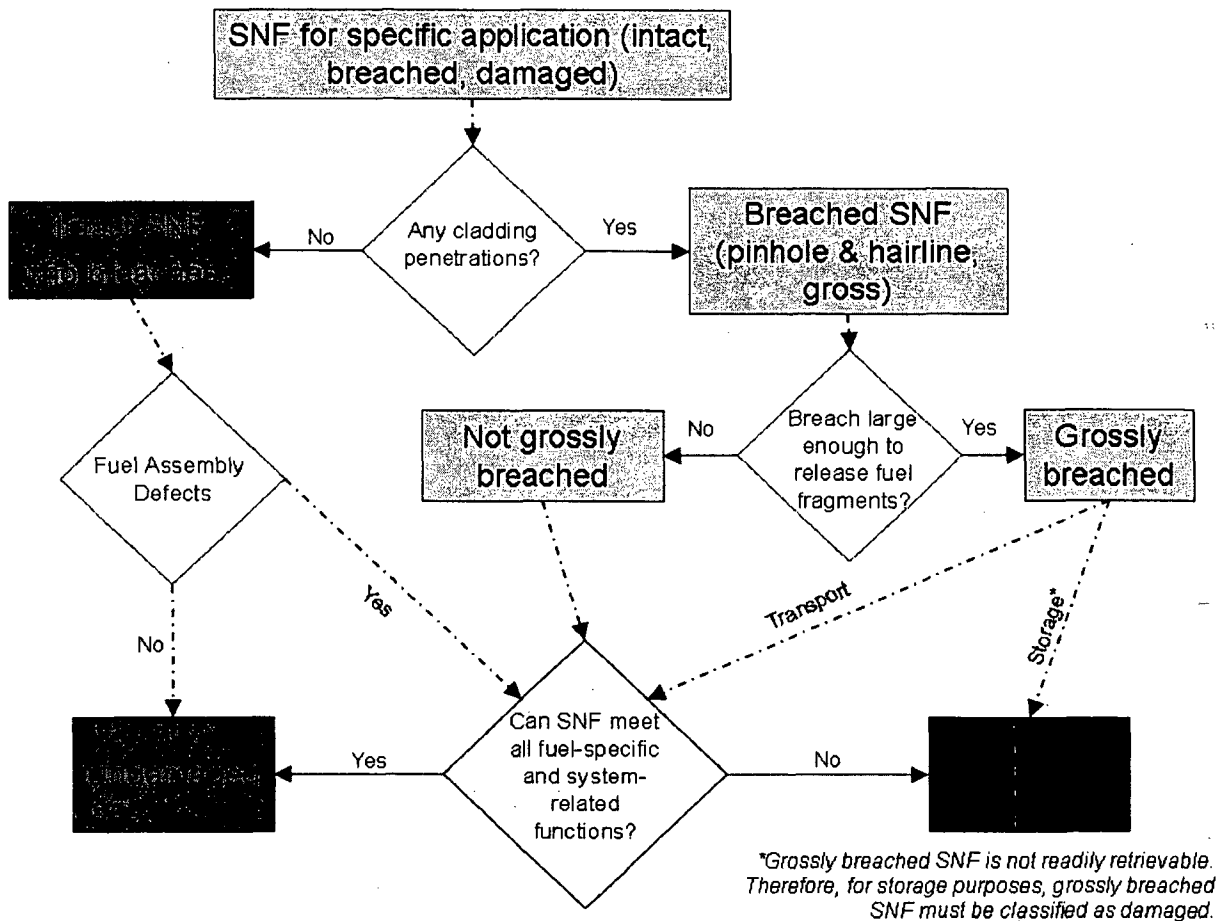 SNF for specific application (intact,
breached, damaged)
Any cladding
penetrations?
No
Yes
SNF
Breached SNF
(pinhole & hairline,
gross)
Fuel Assembly
Defects
Not grossly
breached
No
Breach large
enough to
release fuel
fragments?
Yes
Grossly
breached
Yes
Transport
Storage*
No
Can SNF meet
all fuel-specific
and system-
related
functions?
Yes
No
*Grossly breached SNF is not readily retrievable.
Therefore, for storage purposes, grossly breached
SNF must be classified as damaged.